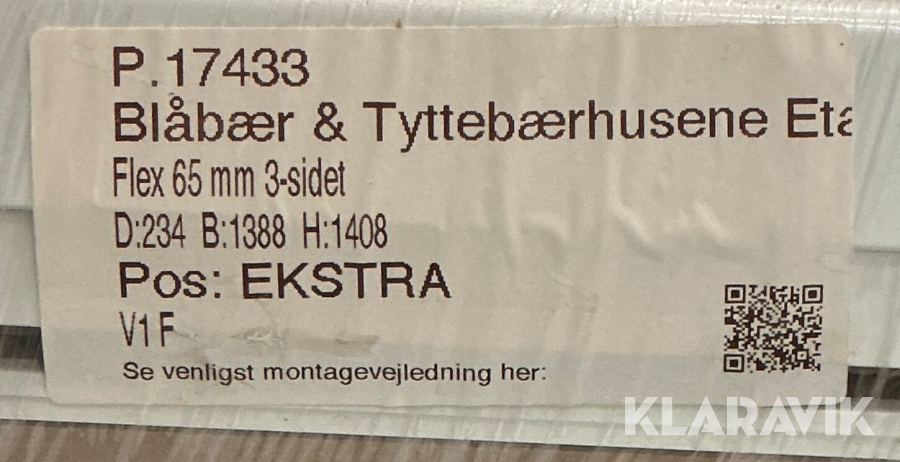 P.17433
Blåbær & Tyttebærhusene
Flex 65 mm 3-sidet
D:234 B:1388 H:1408
Pos: EKSTRA
V1 F
Se venligst montagevejledning her:
KLARAVIK